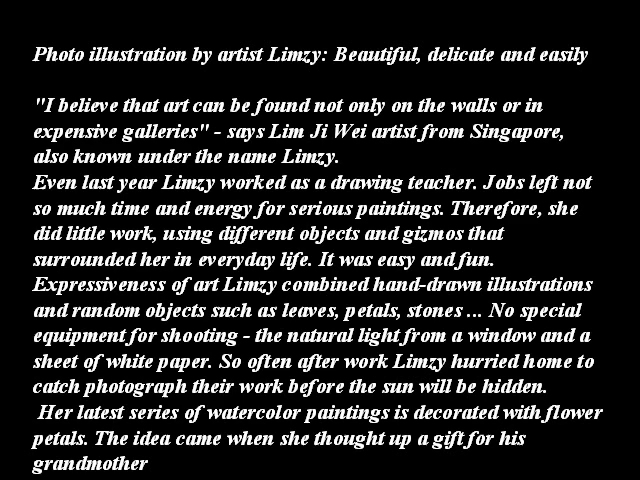 Photo illustration by artist Limzy: Beautiful, delicate and easily
"I believe that art can be found not only on the walls or in
expensive galleries" - says Lim Ji Wei artist from Singapore,
also known under the name Limzy.
Even last year Limzy worked as a drawing teacher. Jobs left not
so much time and energy for serious paintings. Therefore, she
did little work, using different objects and gizmos that
surrounded her in everyday life. It was easy and fun.
Expressiveness of art Limzy combined hand-drawn illustrations
and random objects such as leaves, petals, stones ... No special
equipment for shooting - the natural light from a window and a
sheet of white paper. So often after work Limzy hurried home to
catch photograph their work before the sun will be hidden.
Her latest series of watercolor paintings is decorated with flower
petals. The idea came when she thought up a gift for his
grandmother